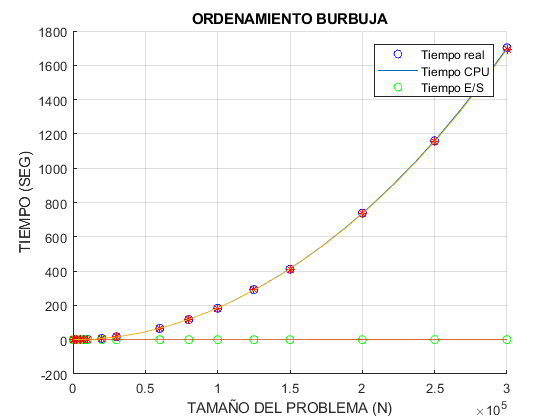 ORDENAMIENTO BURBUJA
1800
1600
1400
1200
1000
800
600
400
200
0
-200
TIEMPO (SEG)
Tiempo real
Tiempo CPU
Tiempo E/S
0 0.5 1 1.5 2 2.5 3
×10⁵
TAMAÑO DEL PROBLEMA (N)